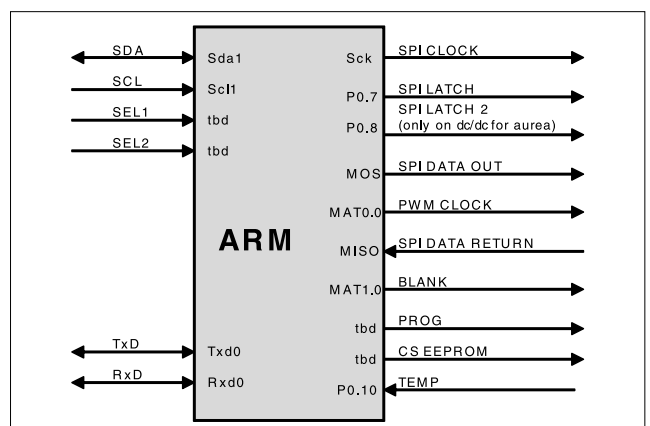 SDA Sda1 Sck SPI CLOCK
SCL Scl1 P0.7 SPI LATCH
SEL1 tbd P0.8 SPI LATCH 2
(only on dc/dc for aurea)
SEL2 tbd
MOS SPI DATA OUT
MAT0.0 PWM CLOCK
ARM
MISO SPI DATA RETURN
MAT1.0 BLANK
tbd PROG
TxD Txd0 tbd CS EEPROM
RxD Rxd0 P0.10 TEMP